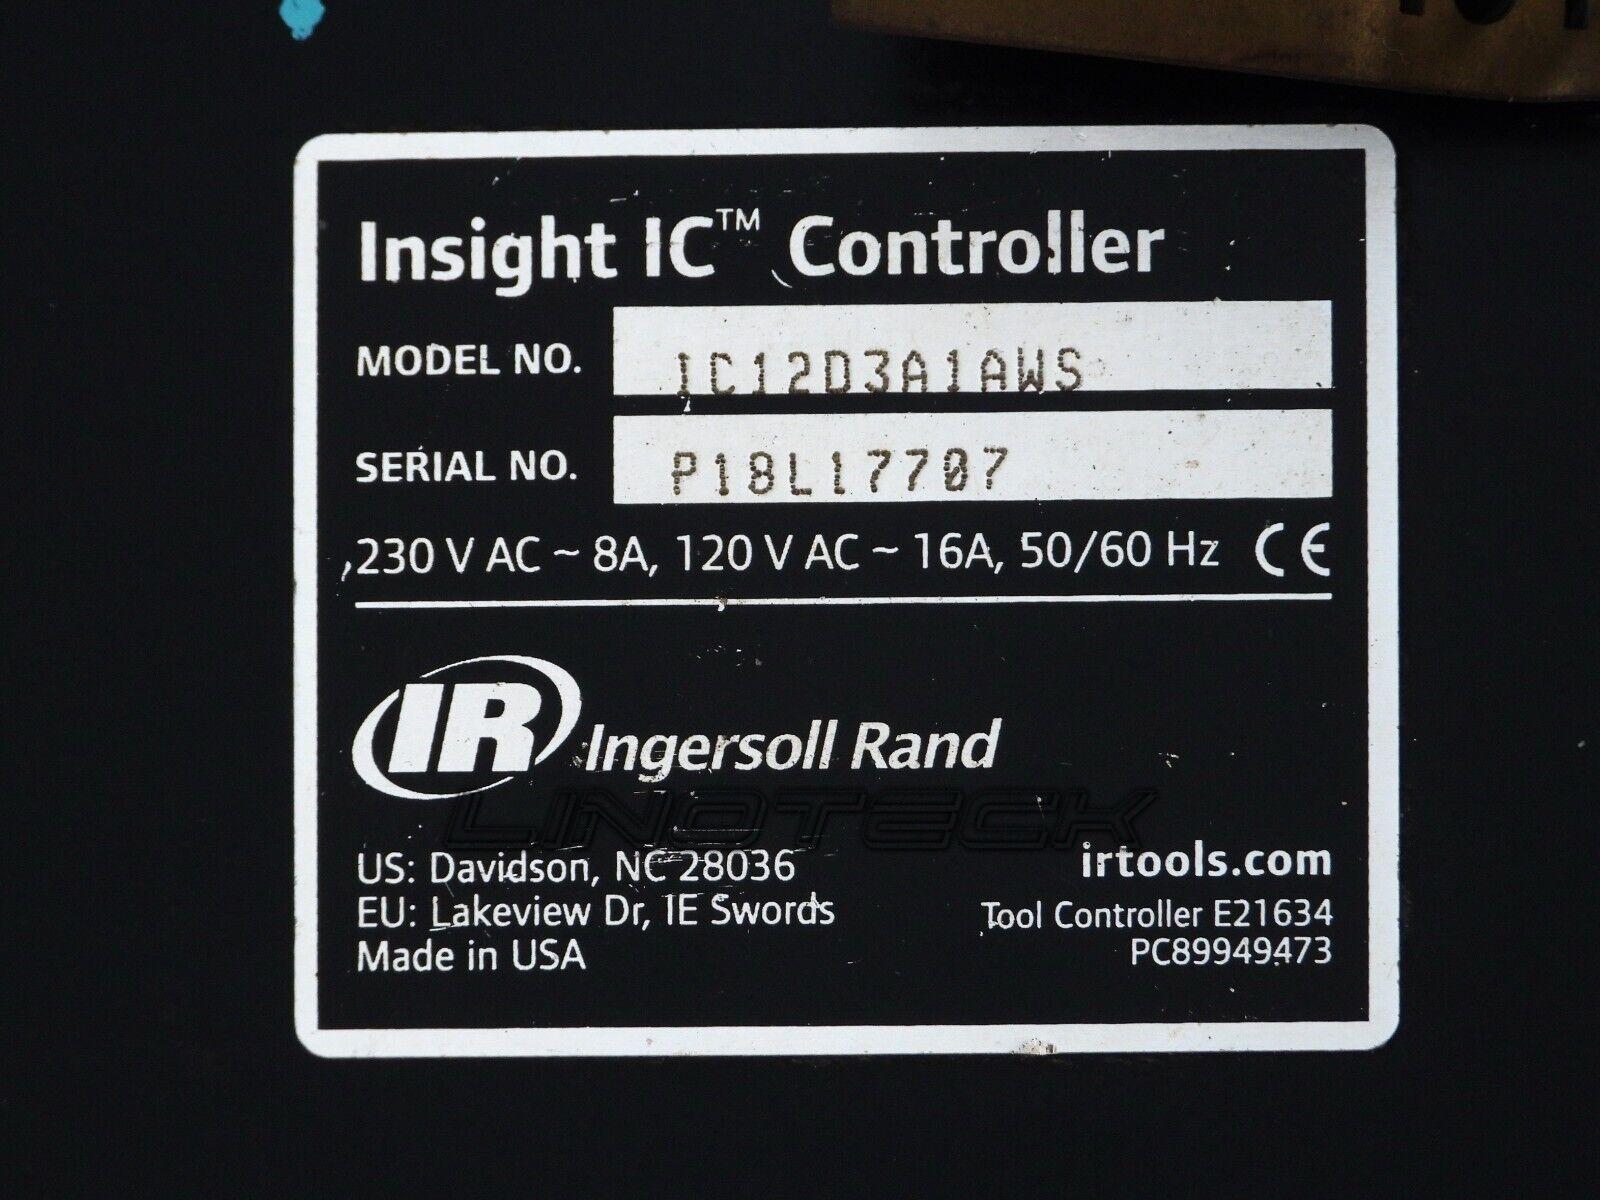 Insight IC™ Controller
MODEL NO. IC12D3A1AWS
SERIAL NO. P18L17707
230 V AC ~ 8A, 120 V AC ~ 16A, 50/60 Hz CE
IR Ingersoll Rand
LINOTECK
US: Davidson, NC 28036
EU: Lakeview Dr, IE Swords
Made in USA
irtools.com
Tool Controller E21634
PC89949473